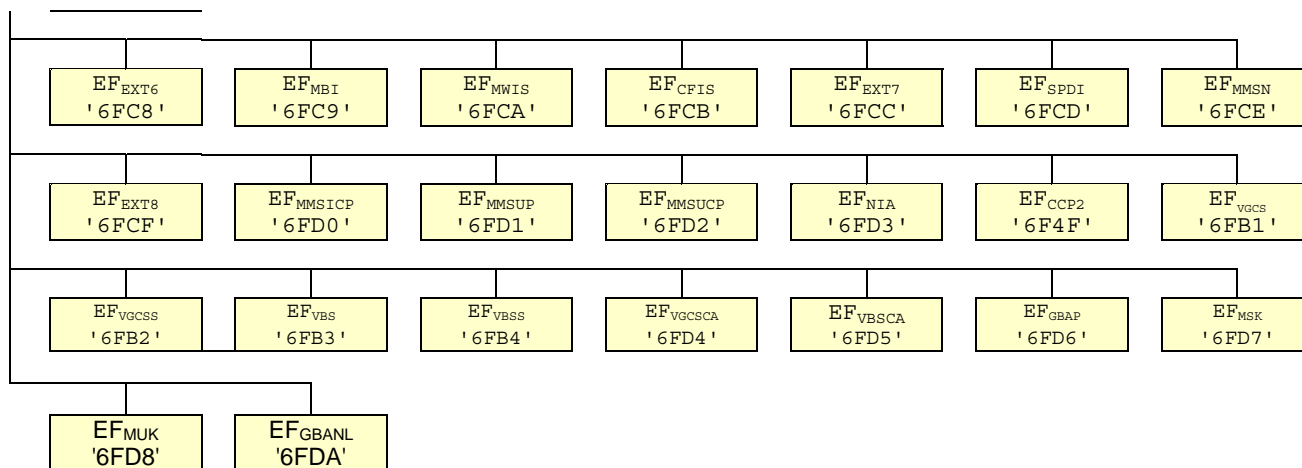 EFEXT6 EFMBI EFMWIS EFCFIS EFEXT7 EFSPDI EFMMSN
'6FC8' '6FC9' '6FCA' '6FCB' '6FCC' '6FCD' '6FCE'
EFEXT8 EFMMSICP EFMMSUP EFMMSUCP EFNIA EFCCP2 EFVGCS
'6FCF' '6FD0' '6FD1' '6FD2' '6FD3' '6F4F' '6FB1'
EFVGCSS EFVBS EFVBSS EFVGCSCA EFVBSCA EFGBAP EFMSK
'6FB2' '6FB3' '6FB4' '6FD4' '6FD5' '6FD6' '6FD7'
EFMUK EFGBANL
'6FD8' '6FDA'